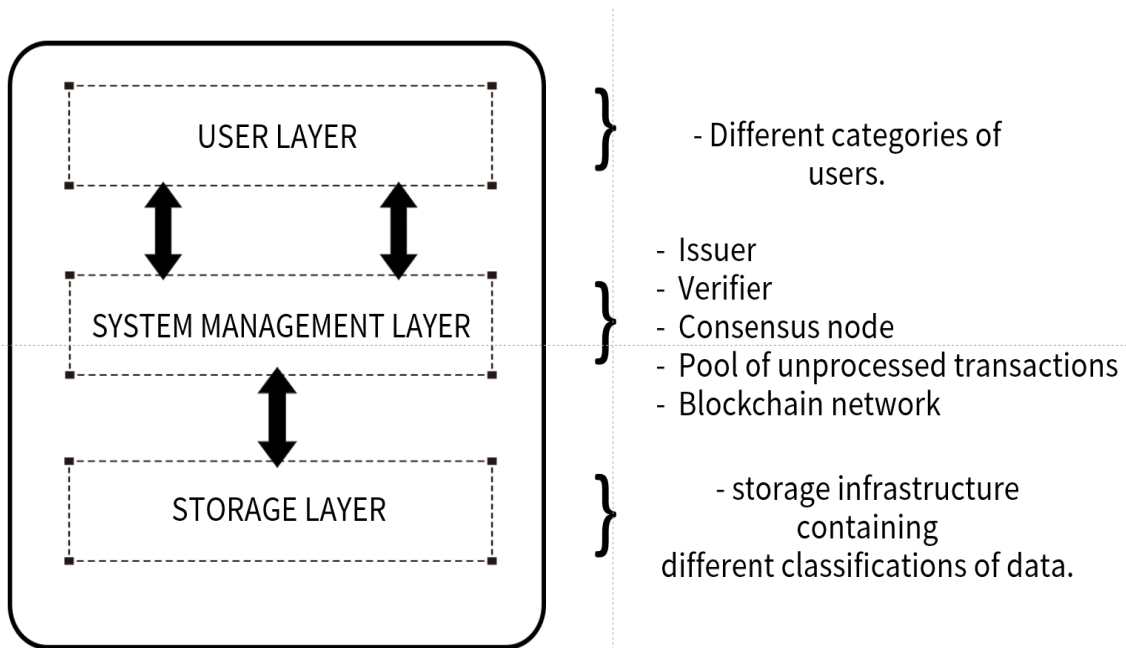 USER LAYER
- Different categories of
users.
SYSTEM MANAGEMENT LAYER
- Issuer
- Verifier
- Consensus node
- Pool of unprocessed transactions
- Blockchain network
STORAGE LAYER
- storage infrastructure
containing
different classifications of data.